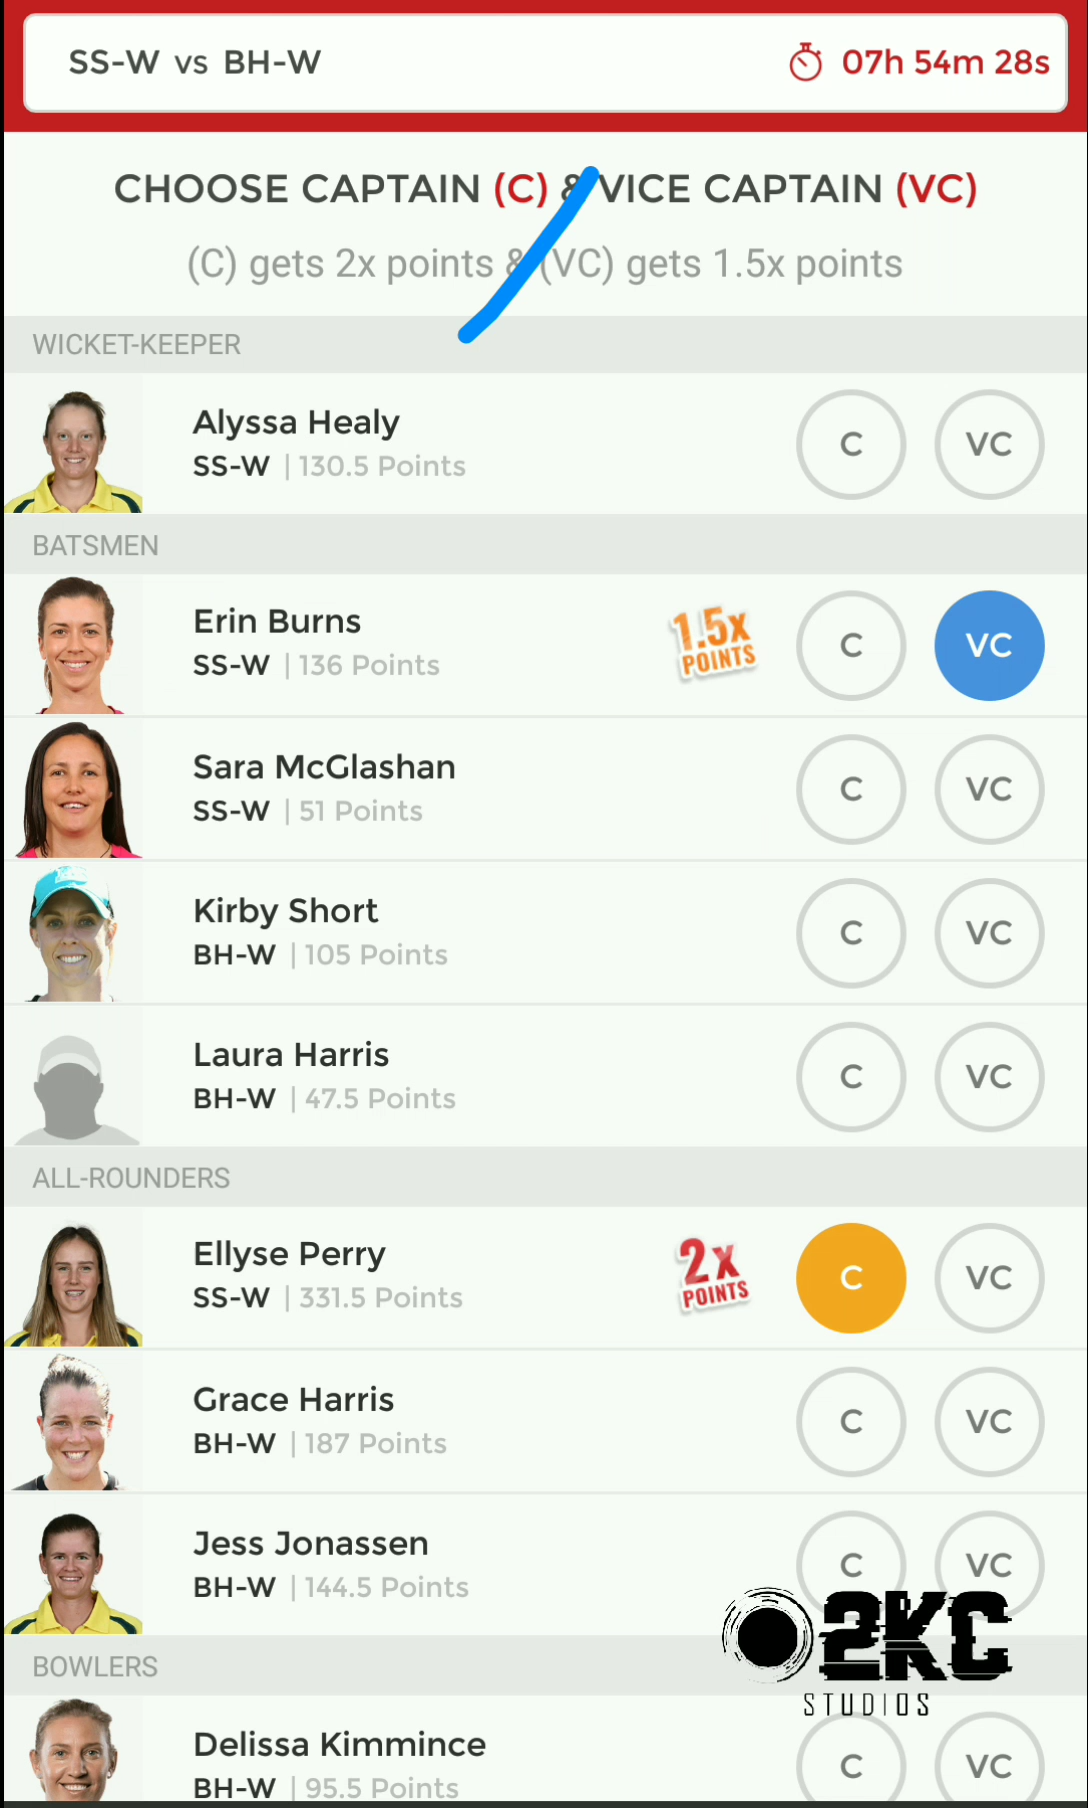 SS-W vs BH-W 07h 54m 28s
CHOOSE CAPTAIN (C) & VICE CAPTAIN (VC)
(C) gets 2x points & (VC) gets 1.5x points
WICKET-KEEPER
Alyssa Healy
SS-W | 130.5 Points
C VC
BATSMEN
Erin Burns
SS-W | 136 Points
1.5x
POINTS
C VC
Sara McGlashan
SS-W | 51 Points
C VC
Kirby Short
BH-W | 105 Points
C VC
Laura Harris
BH-W | 47.5 Points
C VC
ALL-ROUNDERS
Ellyse Perry
SS-W | 331.5 Points
2x
POINTS
C VC
Grace Harris
BH-W | 187 Points
C VC
Jess Jonassen
BH-W | 144.5 Points
C VC
2KC
STUDIOS
BOWLERS
Delissa Kimmince
BH-W | 95.5 Points
C VC